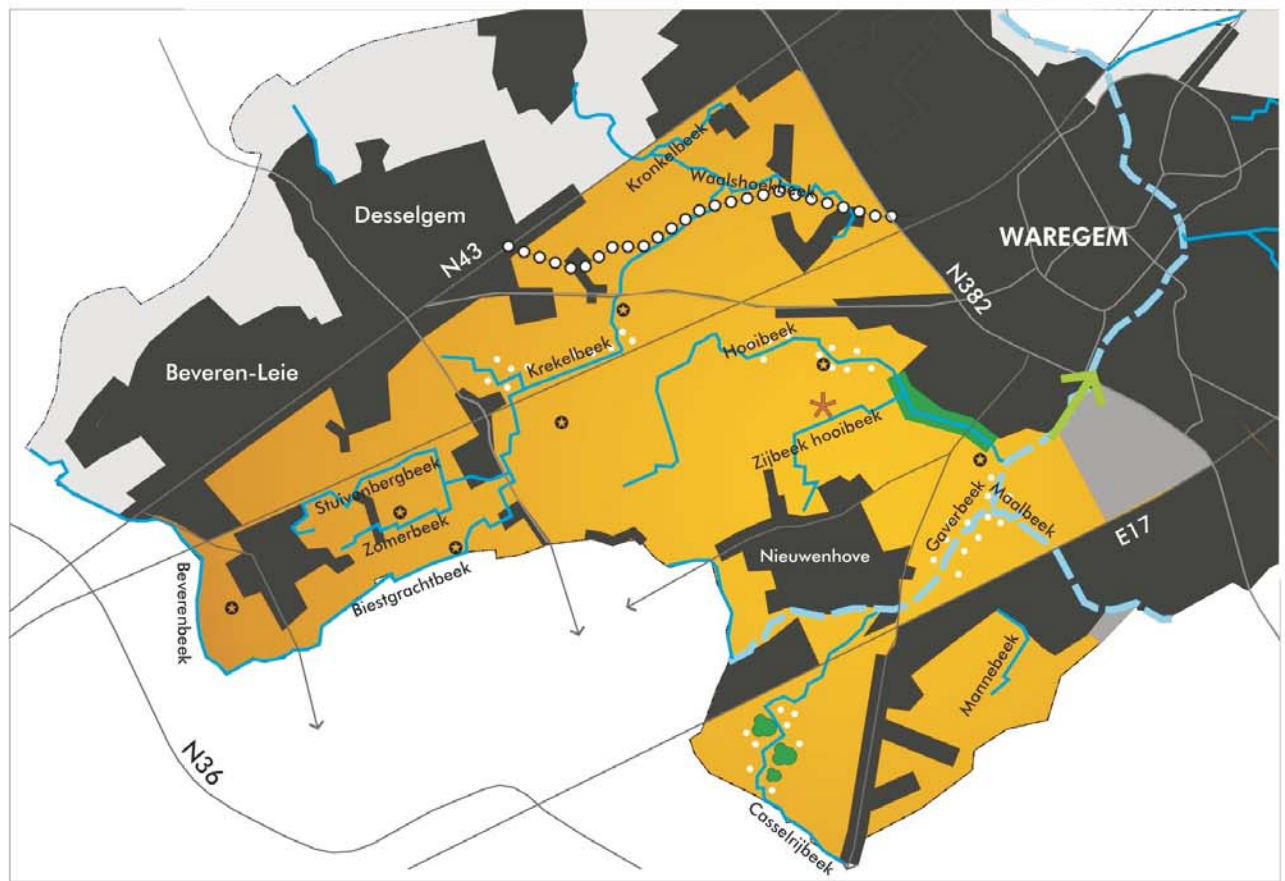 Kronkelbeek
Waalshoekbeek
Desselgem
WAREGEM
N43
N382
Hooibeek
Krekelbeek
Beveren-Leie
Zijbeek hooibeek
Stuivenbergbeek
Zomerbeek
Gaverbeek
Maalbeek
E17
Nieuwenhove
Biestgrachtbeek
Beverenbeek
Mannebeek
N36
Casselrijbeek